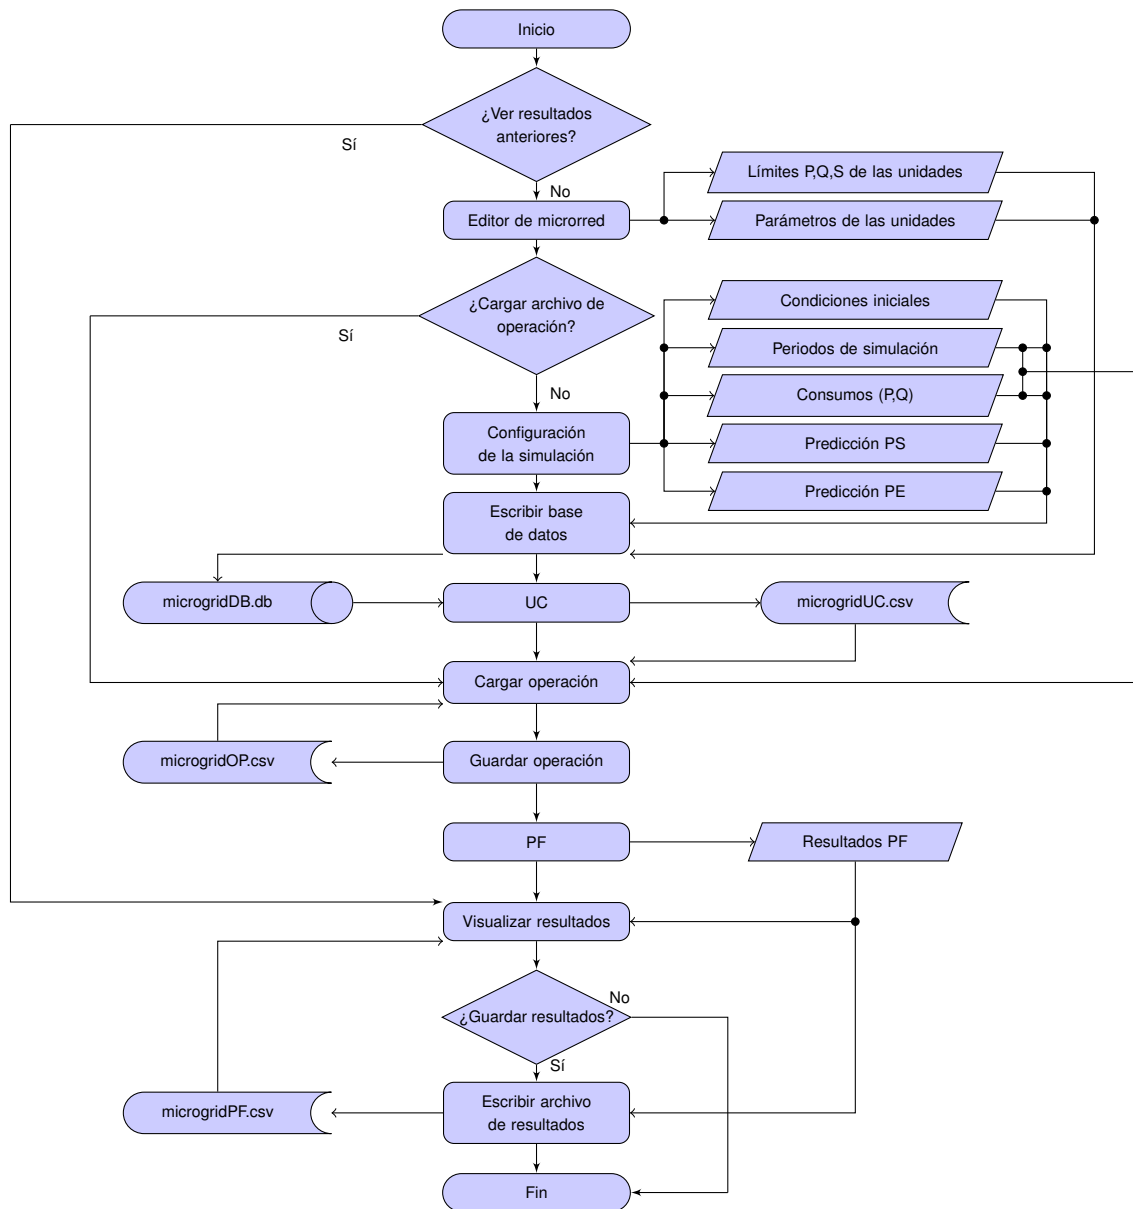 Inicio
¿Ver resultados
anteriores?
Sí
No
Límites P,Q,S de las unidades
Editor de microrred
Parámetros de las unidades
¿Cargar archivo de
operación?
Sí
No
Condiciones iniciales
Periodos de simulación
Consumos (P,Q)
Configuración
de la simulación
Predicción PS
Predicción PE
Escribir base
de datos
microgridDB.db
UC
microgridUC.csv
Cargar operación
microgridOP.csv
Guardar operación
PF
Resultados PF
Visualizar resultados
No
¿Guardar resultados?
Sí
microgridPF.csv
Escribir archivo
de resultados
Fin